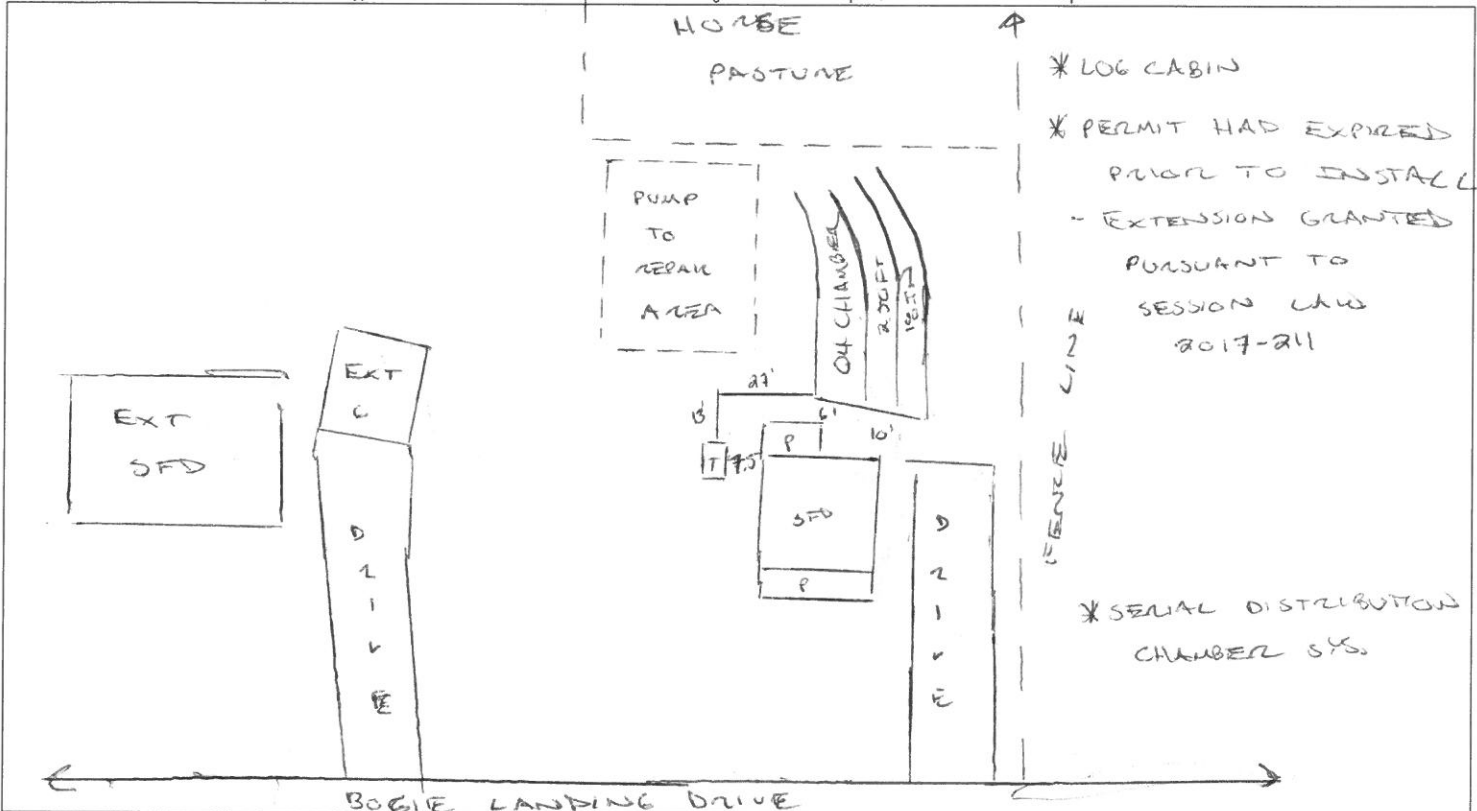 HORSE
PASTURE
* LOG CABIN
* PERMIT HAD EXPIRED
PRIOR TO INSTALL
- EXTENSION GRANTED
PURSUANT TO
SESSION LAW
2017-211
PUMP
TO
REPAIR
AREA
Q4 CHAMBER
FENCE LINE
EXT
SFD
EXT
G
27'
13'
6'
10'
P
T
7.5
SFD
P
DRIVE
DRIVE
* SERIAL DISTRIBUTION
CHAMBER SYS.
BOGIE LANDING DRIVE